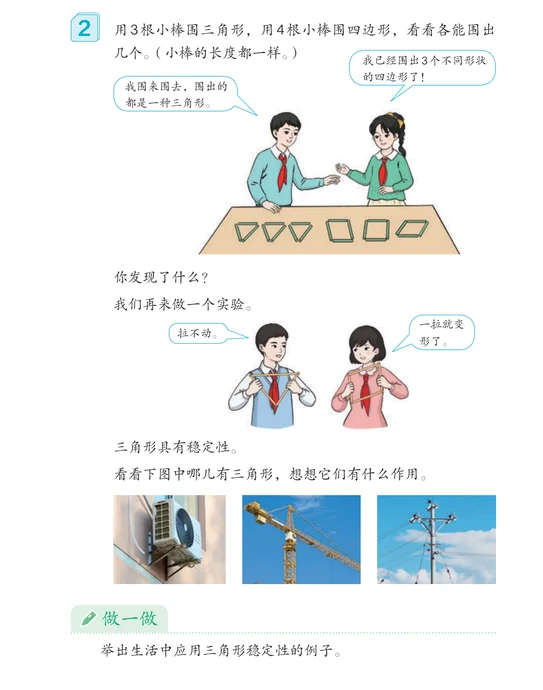 2 用3根小棒围三角形，用4根小棒围四边形，看看各能围出
几个。（小棒的长度都一样。）
我已经围出3个不同形状
的四边形了！
我围来围去，围出的
都是一种三角形。
你发现了什么？
我们再来做一个实验。
拉不动。
一拉就变
形了。
三角形具有稳定性。
看看下图中哪儿有三角形，想想它们有什么作用。
做一做
举出生活中应用三角形稳定性的例子。